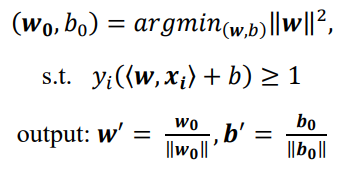 (w₀, b₀) = argmin₍w,b₎‖w‖²,
s.t. yᵢ(⟨w, xᵢ⟩ + b) ≥ 1
output: w′ = w₀/‖w₀‖, b′ = b₀/‖b₀‖